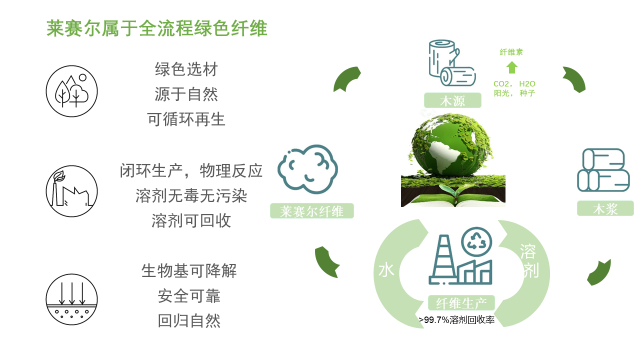 莱赛尔属于全流程绿色纤维
绿色选材
源于自然
可循环再生
闭环生产，物理反应
溶剂无毒无污染
溶剂可回收
生物基可降解
安全可靠
回归自然
纤维素
CO2， H2O
阳光， 种子
木源
莱赛尔纤维
木浆
水
溶剂
纤维生产
>99.7%溶剂回收率